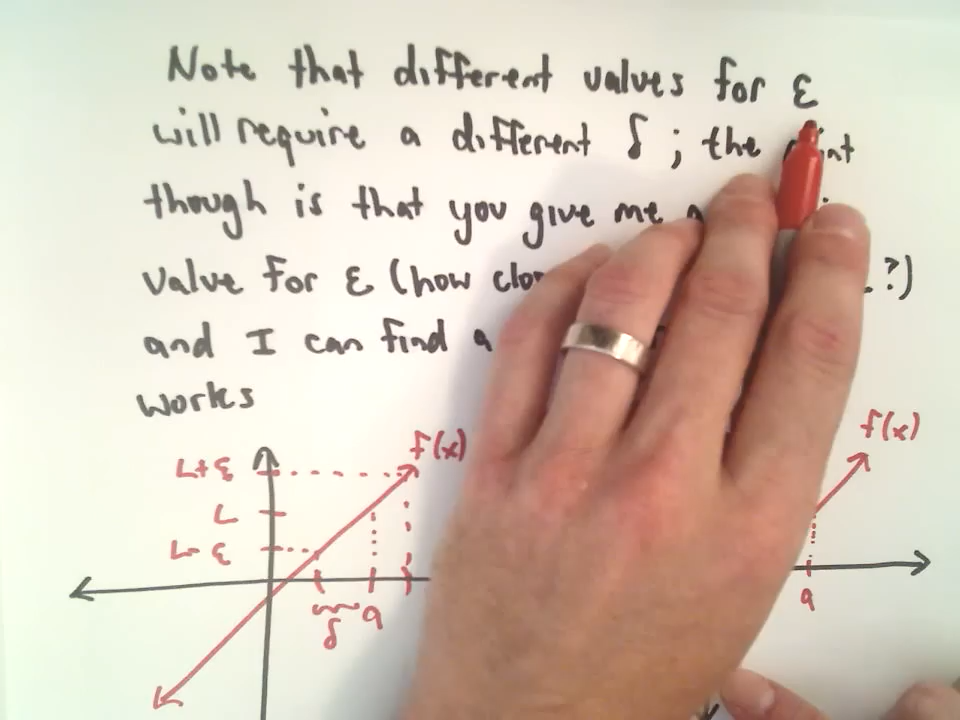 Note that different values for ε
will require a different δ ; the
though is that you give me
value for ε (how ?)
and I can find a
works
f(x)
L+ε
L
L-ε
δ
a
f(x)
a